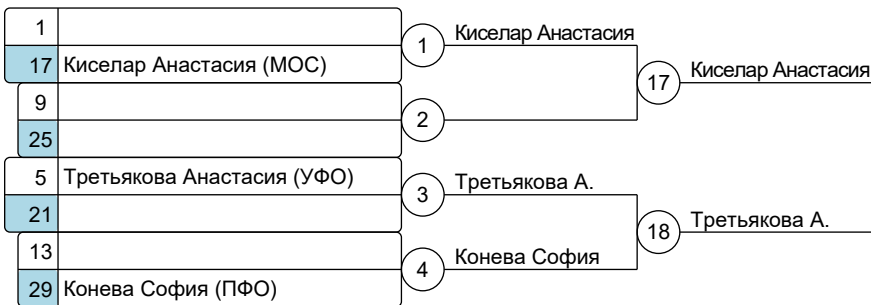 1
1 Киселар Анастасия
17 Киселар Анастасия (МОС)
17 Киселар Анастасия
9
2
25
5 Третьякова Анастасия (УФО)
3 Третьякова А.
21
18 Третьякова А.
13
4 Конева София
29 Конева София (ПФО)